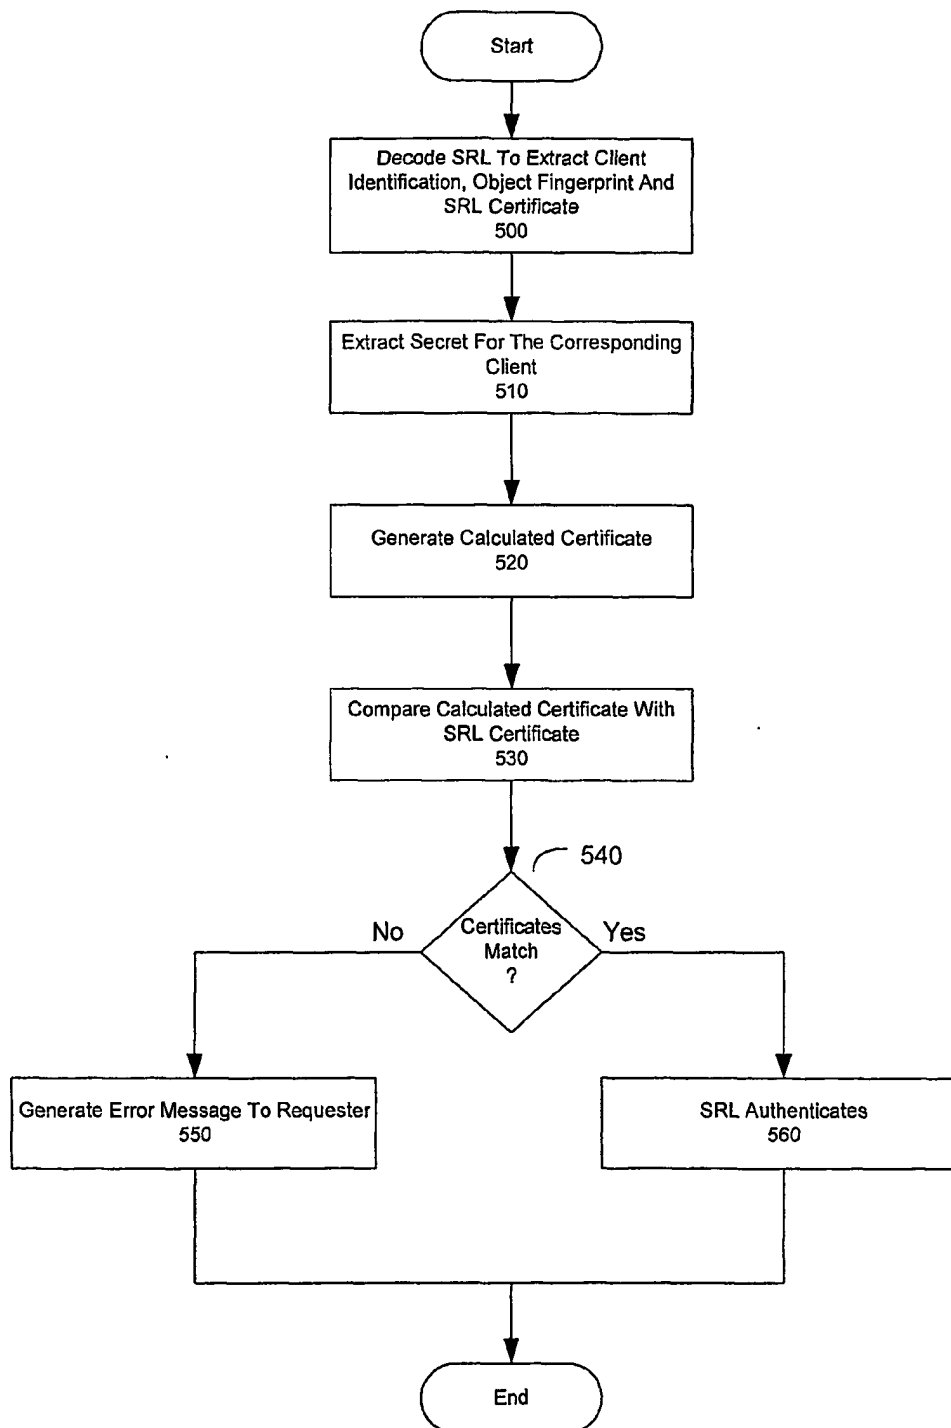 Start
Decode SRL To Extract Client
Identification, Object Fingerprint And
SRL Certificate
500
Extract Secret For The Corresponding
Client
510
Generate Calculated Certificate
520
Compare Calculated Certificate With
SRL Certificate
530
540
Certificates
Match
?
No
Yes
Generate Error Message To Requester
550
SRL Authenticates
560
End